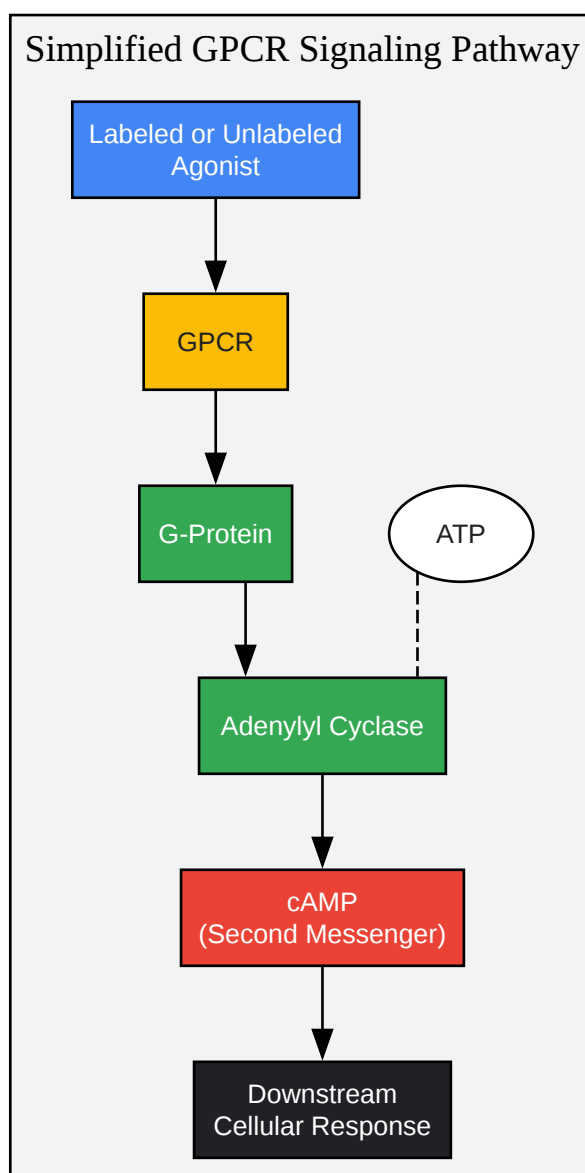 Simplified GPCR Signaling Pathway
Labeled or Unlabeled
Agonist
GPCR
G-Protein
ATP
Adenylyl Cyclase
cAMP
(Second Messenger)
Downstream
Cellular Response